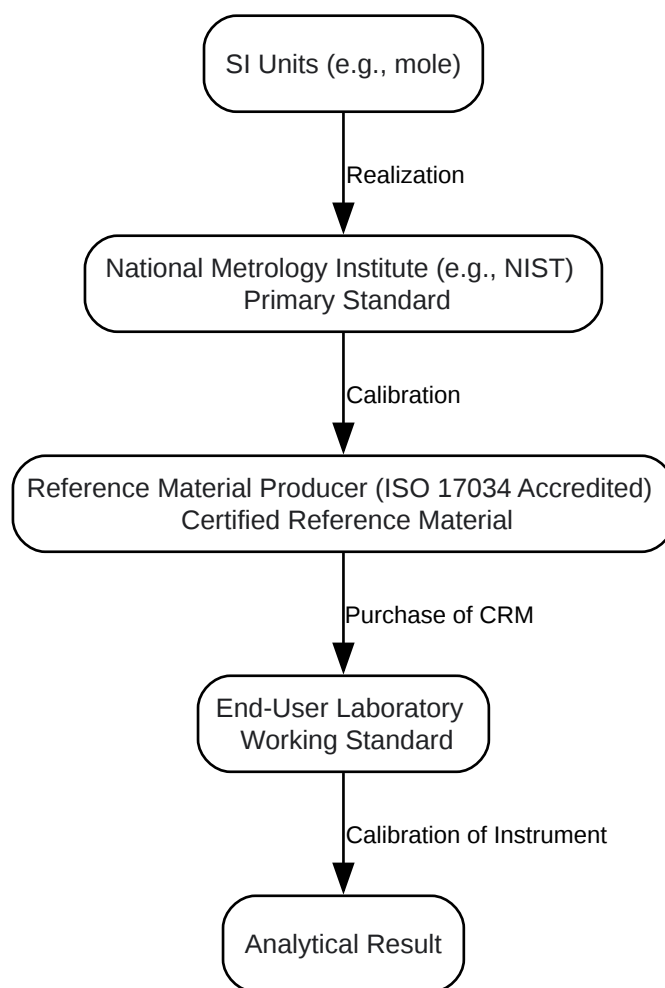 SI Units (e.g., mole)
Realization
National Metrology Institute (e.g., NIST)
Primary Standard
Calibration
Reference Material Producer (ISO 17034 Accredited)
Certified Reference Material
Purchase of CRM
End-User Laboratory
Working Standard
Calibration of Instrument
Analytical Result